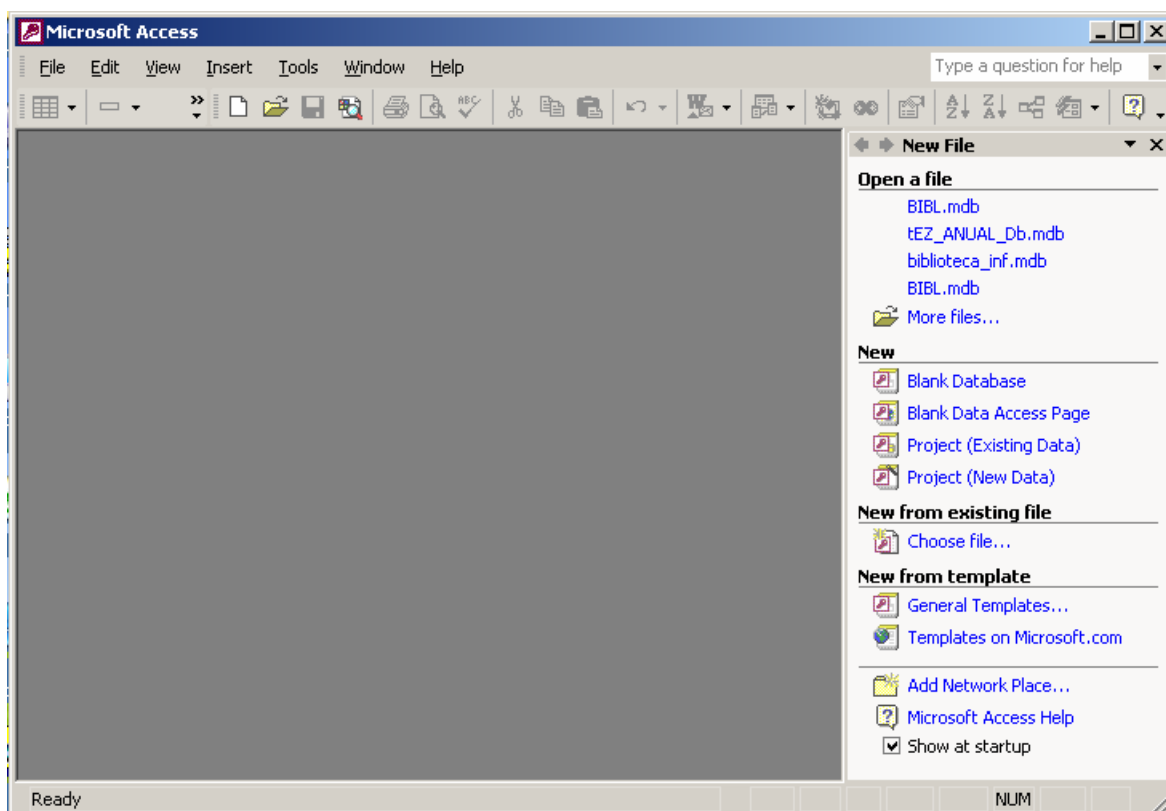 Microsoft Access
File Edit View Insert Tools Window Help
Type a question for help
New File
Open a file
BIBL.mdb
tEZ_ANUAL_Db.mdb
biblioteca_inf.mdb
BIBL.mdb
More files...
New
Blank Database
Blank Data Access Page
Project (Existing Data)
Project (New Data)
New from existing file
Choose file...
New from template
General Templates...
Templates on Microsoft.com
Add Network Place...
Microsoft Access Help
Show at startup
Ready NUM